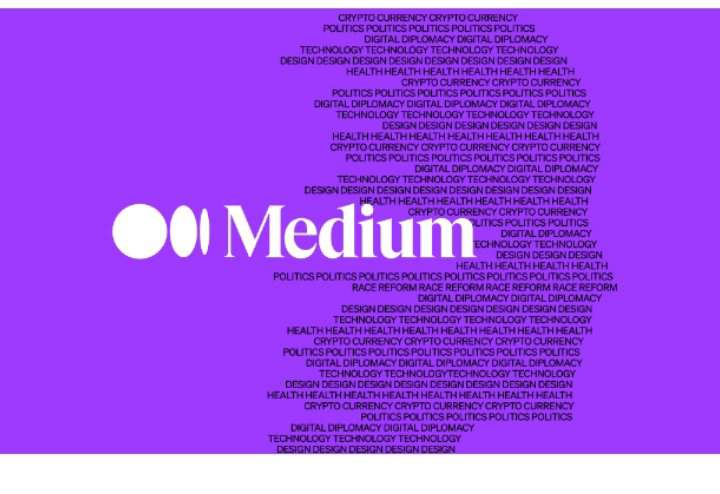 CRYPTO CURRENCY CRYPTO CURRENCY
POLITICS POLITICS POLITICS POLITICS POLITICS
DIGITAL DIPLOMACY DIGITAL DIPLOMACY
TECHNOLOGY TECHNOLOGY TECHNOLOGY TECHNOLOGY
DESIGN DESIGN DESIGN DESIGN DESIGN DESIGN DESIGN DESIGN
HEALTH HEALTH HEALTH HEALTH HEALTH HEALTH
CRYPTO CURRENCY CRYPTO CURRENCY
POLITICS POLITICS POLITICS POLITICS POLITICS POLITICS
DIGITAL DIPLOMACY DIGITAL DIPLOMACY DIGITAL DIPLOMACY
TECHNOLOGY TECHNOLOGY TECHNOLOGY TECHNOLOGY
DESIGN DESIGN DESIGN DESIGN DESIGN DESIGN
HEALTH HEALTH HEALTH HEALTH HEALTH HEALTH HEALTH
CRYPTO CURRENCY CRYPTO CURRENCY CRYPTO CURRENCY
POLITICS POLITICS POLITICS POLITICS POLITICS POLITICS
DIGITAL DIPLOMACY DIGITAL DIPLOMACY
TECHNOLOGY TECHNOLOGY TECHNOLOGY TECHNOLOGY
DESIGN DESIGN DESIGN DESIGN DESIGN DESIGN DESIGN DESIGN
HEALTH HEALTH HEALTH HEALTH HEALTH HEALTH
CRYPTO CURRENCY CRYPTO CURRENCY
POLITICS POLITICS POLITICS
DIGITAL DIPLOMACY
Medium
TECHNOLOGY TECHNOLOGY
DESIGN DESIGN DESIGN
HEALTH HEALTH HEALTH HEALTH
POLITICS POLITICS POLITICS POLITICS POLITICS POLITICS POLITICS POLITICS
RACE REFORM RACE REFORM RACE REFORM RACE REFORM
DIGITAL DIPLOMACY DIGITAL DIPLOMACY
DESIGN DESIGN DESIGN DESIGN DESIGN DESIGN DESIGN
TECHNOLOGY TECHNOLOGY TECHNOLOGY TECHNOLOGY
HEALTH HEALTH HEALTH HEALTH HEALTH HEALTH HEALTH HEALTH
CRYPTO CURRENCY CRYPTO CURRENCY CRYPTO CURRENCY
POLITICS POLITICS POLITICS POLITICS POLITICS POLITICS POLITICS
DIGITAL DIPLOMACY DIGITAL DIPLOMACY DIGITAL DIPLOMACY
TECHNOLOGY TECHNOLOGYTECHNOLOGY TECHNOLOGY
DESIGN DESIGN DESIGN DESIGN DESIGN DESIGN DESIGN DESIGN
HEALTH HEALTH HEALTH HEALTH HEALTH HEALTH HEALTH HEALTH
CRYPTO CURRENCY CRYPTO CURRENCY CRYPTO CURRENCY
POLITICS POLITICS POLITICS POLITICS POLITICS
DIGITAL DIPLOMACY DIGITAL DIPLOMACY
TECHNOLOGY TECHNOLOGY TECHNOLOGY
DESIGN DESIGN DESIGN DESIGN DESIGN